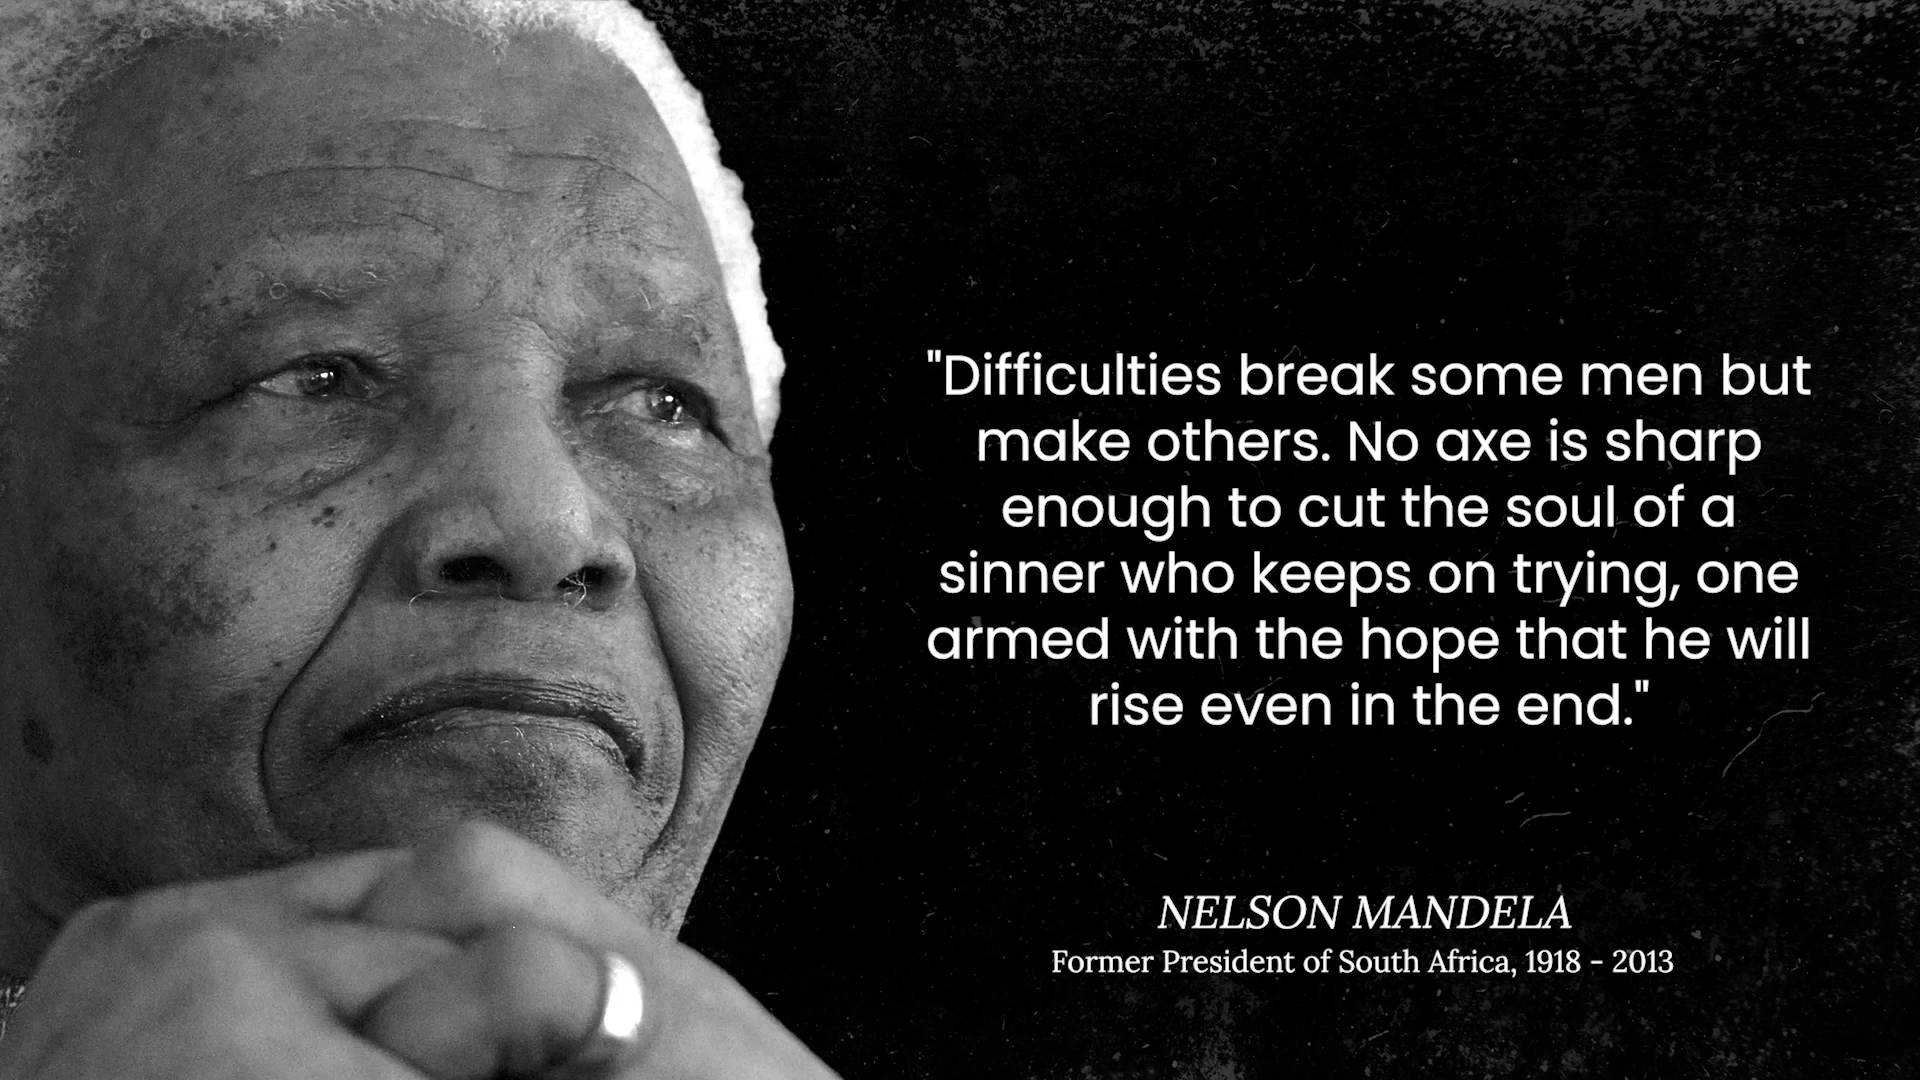 "Difficulties break some men but
make others. No axe is sharp
enough to cut the soul of a
sinner who keeps on trying, one
armed with the hope that he will
rise even in the end."
NELSON MANDELA
Former President of South Africa, 1918 - 2013